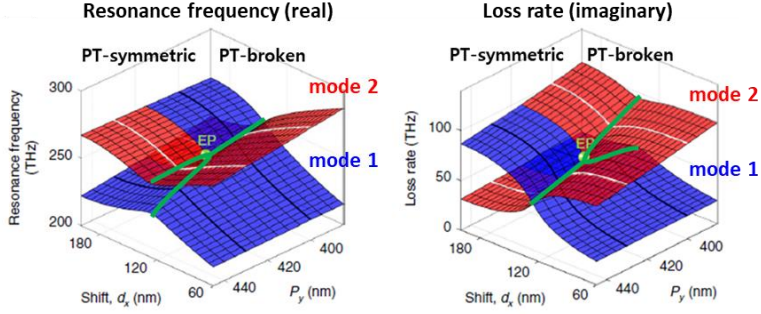 Resonance frequency (real)
PT-symmetric
PT-broken
mode 2
mode 1
EP
Resonance frequency
(THz)
300
250
200
180
120
60
Shift, dx (nm)
440
420
400
Py (nm)
Loss rate (imaginary)
PT-symmetric
PT-broken
mode 2
mode 1
EP
Loss rate (THz)
100
50
0
180
120
60
Shift, dx (nm)
440
420
400
Py (nm)